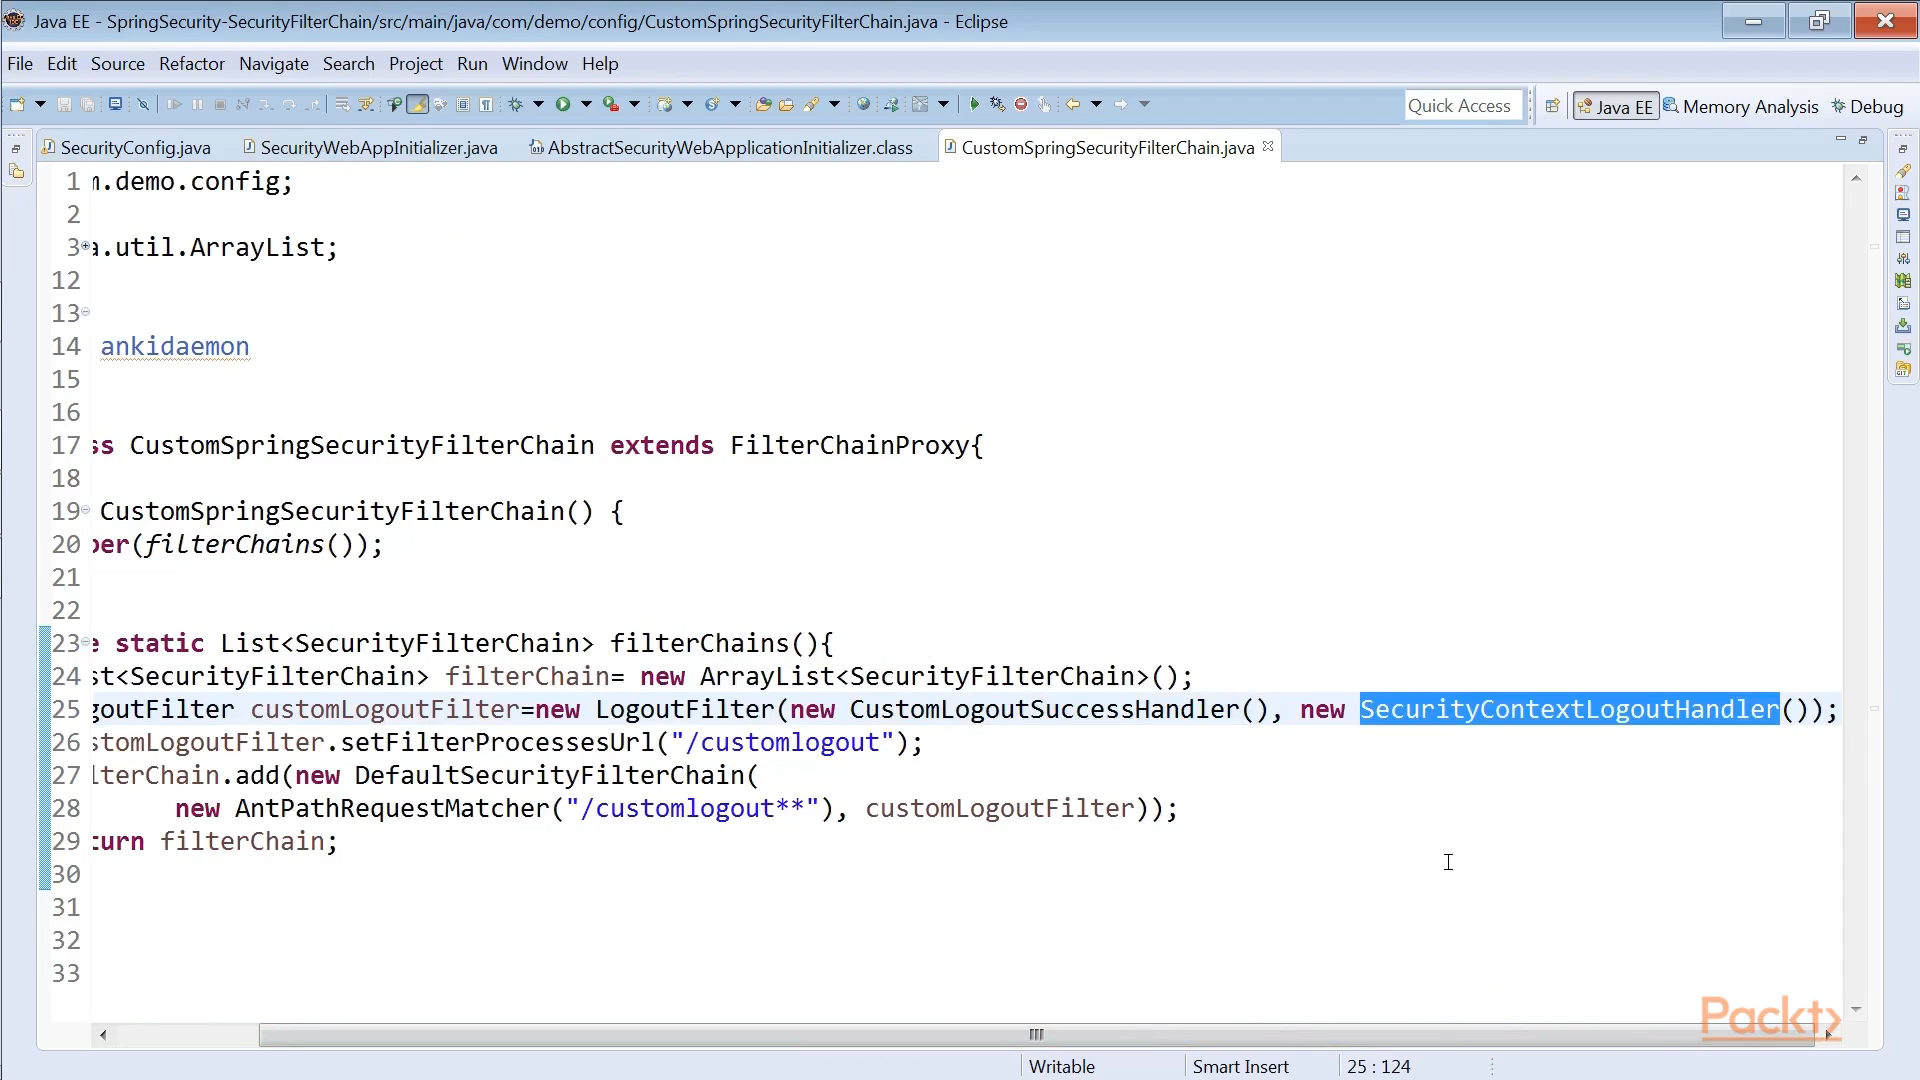 Java EE - SpringSecurity-SecurityFilterChain/src/main/java/com/demo/config/CustomSpringSecurityFilterChain.java - Eclipse
File Edit Source Refactor Navigate Search Project Run Window Help
Quick Access Java EE Memory Analysis Debug
SecurityConfig.java SecurityWebAppInitializer.java AbstractSecurityWebApplicationInitializer.class CustomSpringSecurityFilterChain.java
1 m.demo.config;
2
3 a.util.ArrayList;
12
13
14 ankidaemon
15
16
17 ss CustomSpringSecurityFilterChain extends FilterChainProxy{
18
19 CustomSpringSecurityFilterChain() {
20 per(filterChains());
21
22
23 e static List<SecurityFilterChain> filterChains(){
24 st<SecurityFilterChain> filterChain= new ArrayList<SecurityFilterChain>();
25 goutFilter customLogoutFilter=new LogoutFilter(new CustomLogoutSuccessHandler(), new SecurityContextLogoutHandler());
26 stomLogoutFilter.setFilterProcessesUrl("/customlogout");
27 lterChain.add(new DefaultSecurityFilterChain(
28 new AntPathRequestMatcher("/customlogout**"), customLogoutFilter));
29 turn filterChain;
30
31
32
33
Packt
Writable Smart Insert 25 : 124